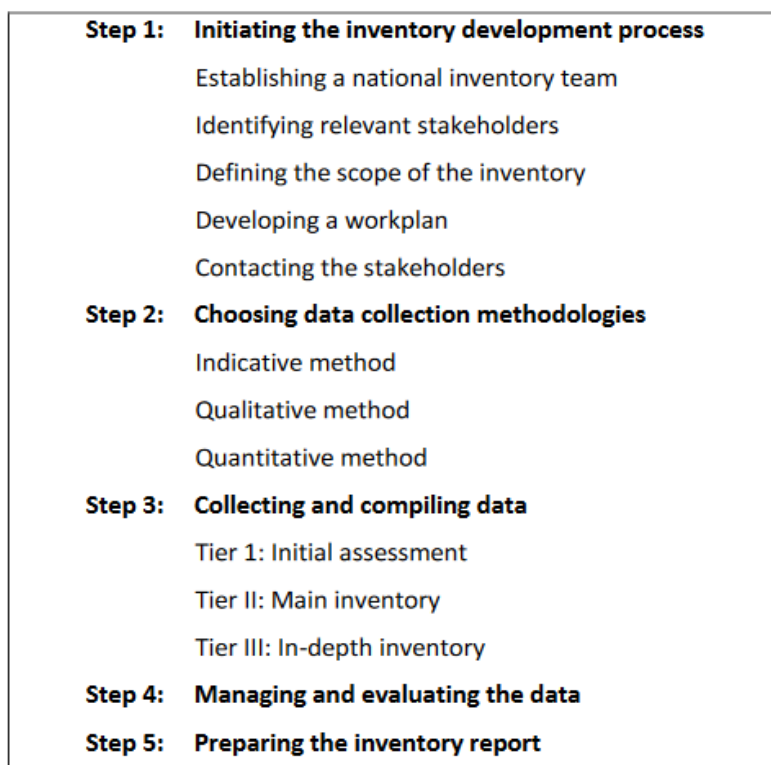 Step 1: Initiating the inventory development process
Establishing a national inventory team
Identifying relevant stakeholders
Defining the scope of the inventory
Developing a workplan
Contacting the stakeholders
Step 2: Choosing data collection methodologies
Indicative method
Qualitative method
Quantitative method
Step 3: Collecting and compiling data
Tier 1: Initial assessment
Tier II: Main inventory
Tier III: In-depth inventory
Step 4: Managing and evaluating the data
Step 5: Preparing the inventory report